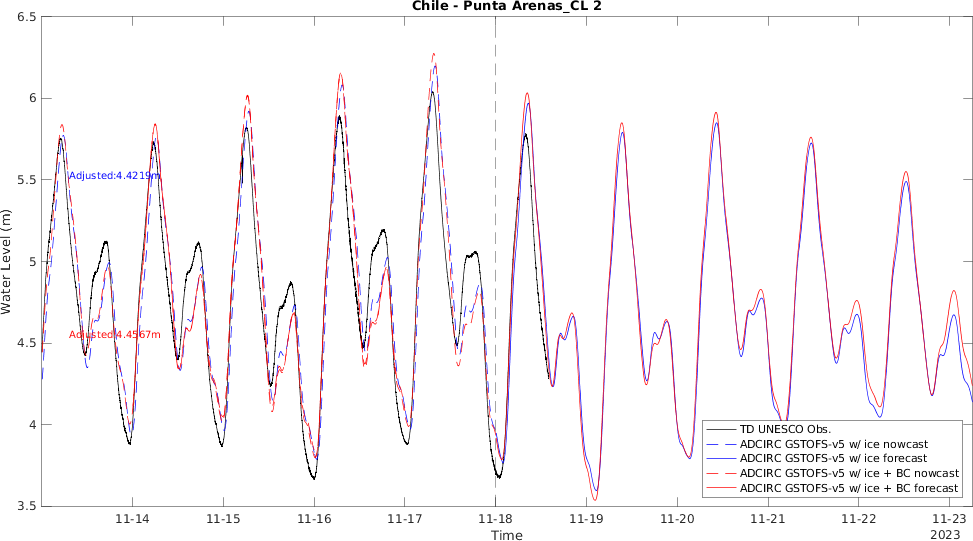 Chile - Punta Arenas_CL 2
6.5
6
5.5
5
4.5
4
3.5
Water Level (m)
Adjusted:4.4219m
Adjusted:4.4567m
TD UNESCO Obs.
ADCIRC GSTOFS-v5 w/ ice nowcast
ADCIRC GSTOFS-v5 w/ ice forecast
ADCIRC GSTOFS-v5 w/ ice + BC nowcast
ADCIRC GSTOFS-v5 w/ ice + BC forecast
11-14 11-15 11-16 11-17 11-18 11-19 11-20 11-21 11-22 11-23
Time
2023